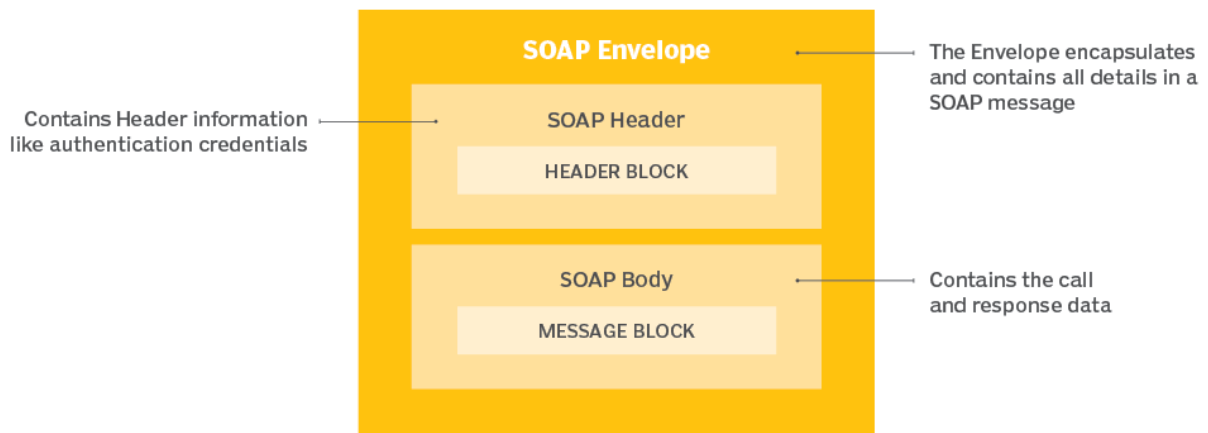 SOAP Envelope
The Envelope encapsulates
and contains all details in a
SOAP message
Contains Header information
like authentication credentials
SOAP Header
HEADER BLOCK
SOAP Body
MESSAGE BLOCK
Contains the call
and response data